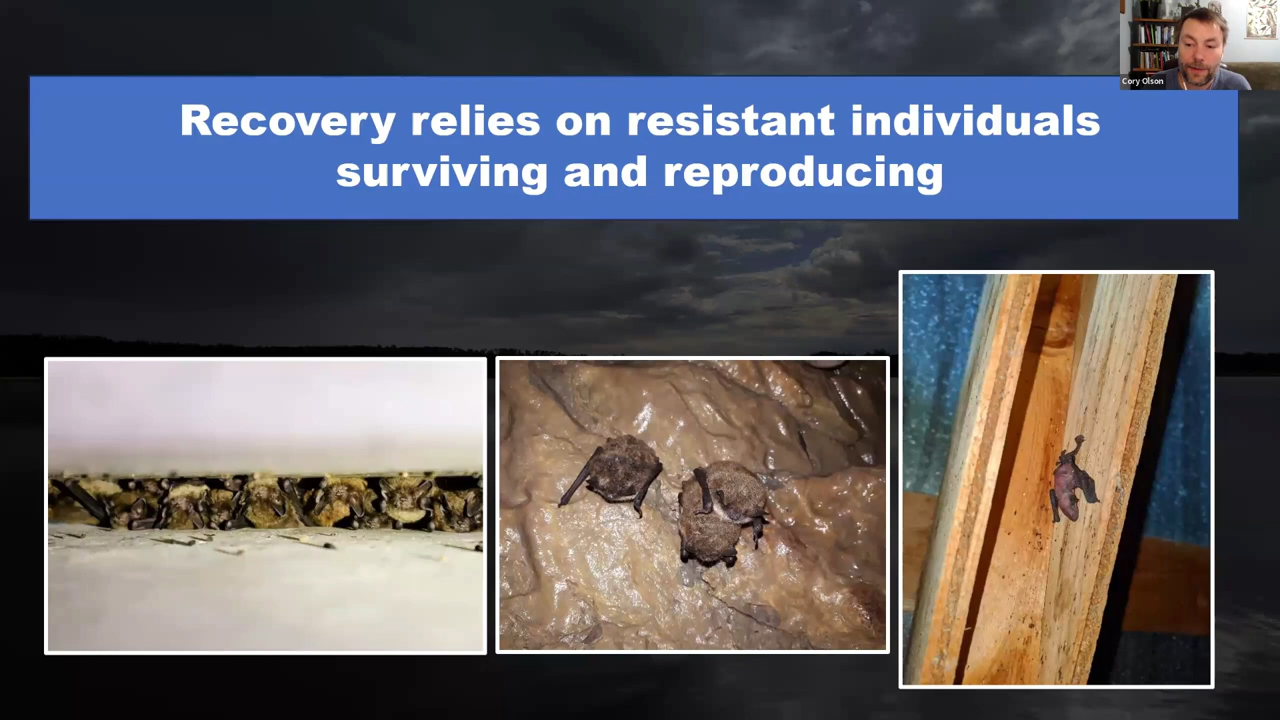 Recovery relies on resistant individuals
surviving and reproducing
Cory Olson